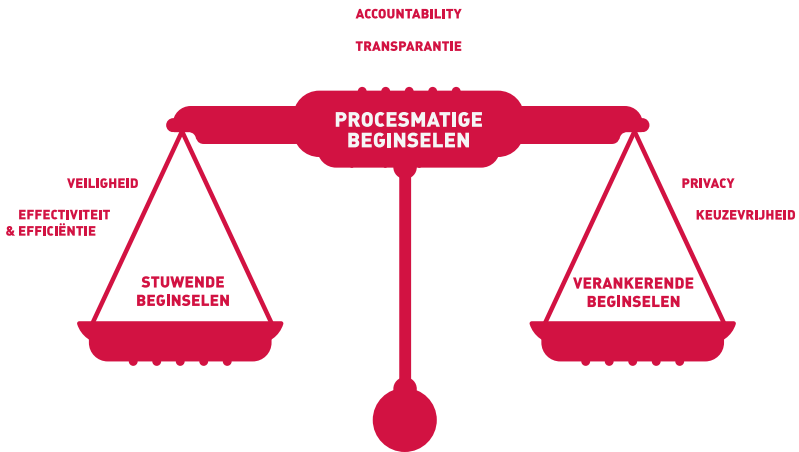 ACCOUNTABILITY
TRANSPARANTIE
PROCESMATIGE
BEGINSELEN
VEILIGHEID
EFFECTIVITEIT
& EFFICIËNTIE
STUWENDE
BEGINSELEN
PRIVACY
KEUZEVRIJHEID
VERANKERENDE
BEGINSELEN